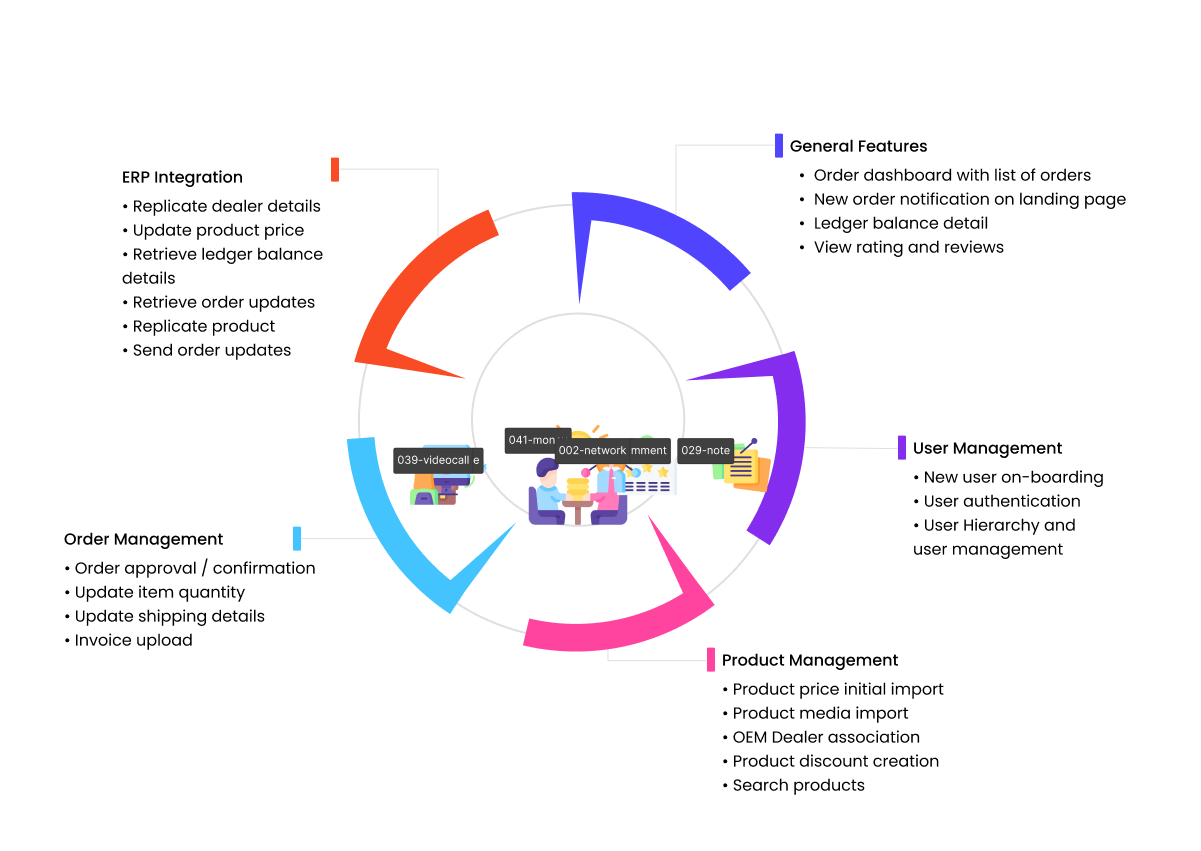 General Features
• Order dashboard with list of orders
• New order notification on landing page
• Ledger balance detail
• View rating and reviews
ERP Integration
• Replicate dealer details
• Update product price
• Retrieve ledger balance
details
• Retrieve order updates
• Replicate product
• Send order updates
039-videocall e
041-mon
002-network mment
029-note
User Management
• New user on-boarding
• User authentication
• User Hierarchy and
user management
Order Management
• Order approval / confirmation
• Update item quantity
• Update shipping details
• Invoice upload
Product Management
• Product price initial import
• Product media import
• OEM Dealer association
• Product discount creation
• Search products